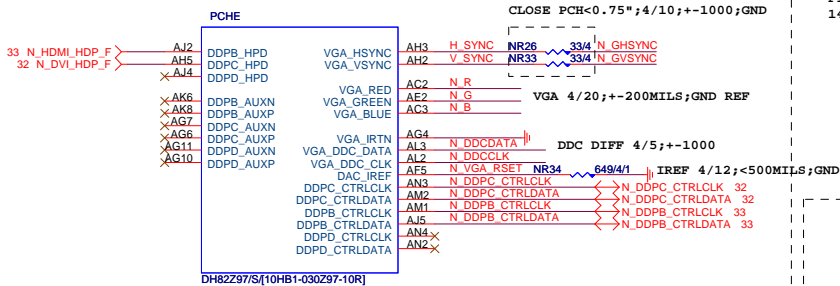 CLOSE PCH<0.75";4/10;+-1000;GND
PCHE
33 N_HDMI_HDP_F AJ2 DDPB_HPD VGA_HSYNC AH3 H_SYNC NR26 33/4 N_GHSYNC
32 N_DVI_HDP_F AH5 DDPC_HPD VGA_VSYNC AH2 V_SYNC NR33 33/4 N_GVSYNC
AJ4 DDPD_HPD
VGA_RED AC2 N_R
AK6 DDPB_AUXN VGA_GREEN AE2 N_G VGA 4/20;+-200MILS;GND REF
AK8 DDPB_AUXP VGA_BLUE AC3 N_B
AG7 DDPC_AUXN
AG6 DDPC_AUXP VGA_IRTN AG4
AG11 DDPD_AUXN VGA_DDC_DATA AL3 N_DDCDATA DDC DIFF 4/5;+-1000
AG10 DDPD_AUXP VGA_DDC_CLK AL2 N_DDCCLK
DAC_IREF AF5 N_VGA_RSET NR34 649/4/1 IREF 4/12;<500MILS;GND
DDPC_CTRLCLK AN3 N_DDPC_CTRLCLK N_DDPC_CTRLCLK 32
DDPC_CTRLDATA AM2 N_DDPC_CTRLDATA N_DDPC_CTRLDATA 32
DDPB_CTRLCLK AM1 N_DDPB_CTRLCLK N_DDPB_CTRLCLK 33
DDPB_CTRLDATA AJ5 N_DDPB_CTRLDATA N_DDPB_CTRLDATA 33
DDPD_CTRLCLK AN4
DDPD_CTRLDATA AN2
DH82Z97/S/[10HB1-030Z97-10R]